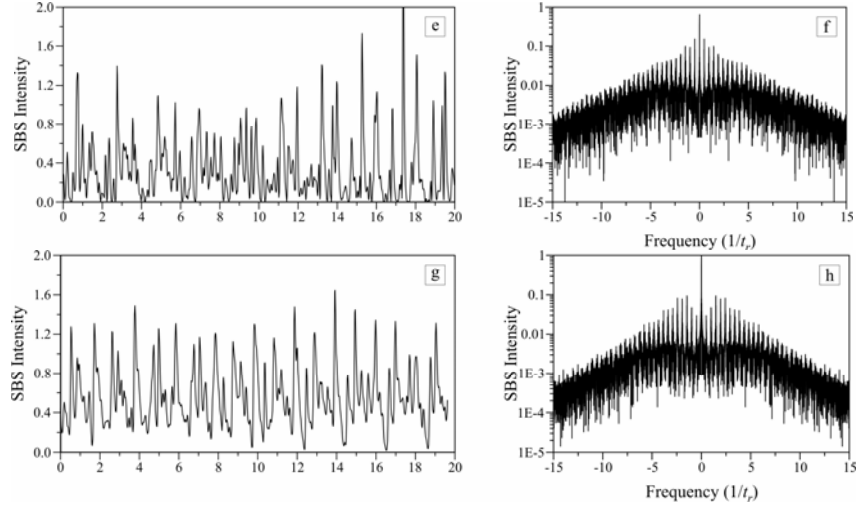 2.0
1.6
1.2
0.8
0.4
0.0
SBS Intensity
e
0 2 4 6 8 10 12 14 16 18 20
1
0.1
0.01
1E-3
1E-4
1E-5
SBS Intensity
f
-15 -10 -5 0 5 10 15
Frequency (1/tr)
2.0
1.6
1.2
0.8
0.4
0.0
SBS Intensity
g
0 2 4 6 8 10 12 14 16 18 20
1
0.1
0.01
1E-3
1E-4
1E-5
SBS Intensity
h
-15 -10 -5 0 5 10 15
Frequency (1/tr)